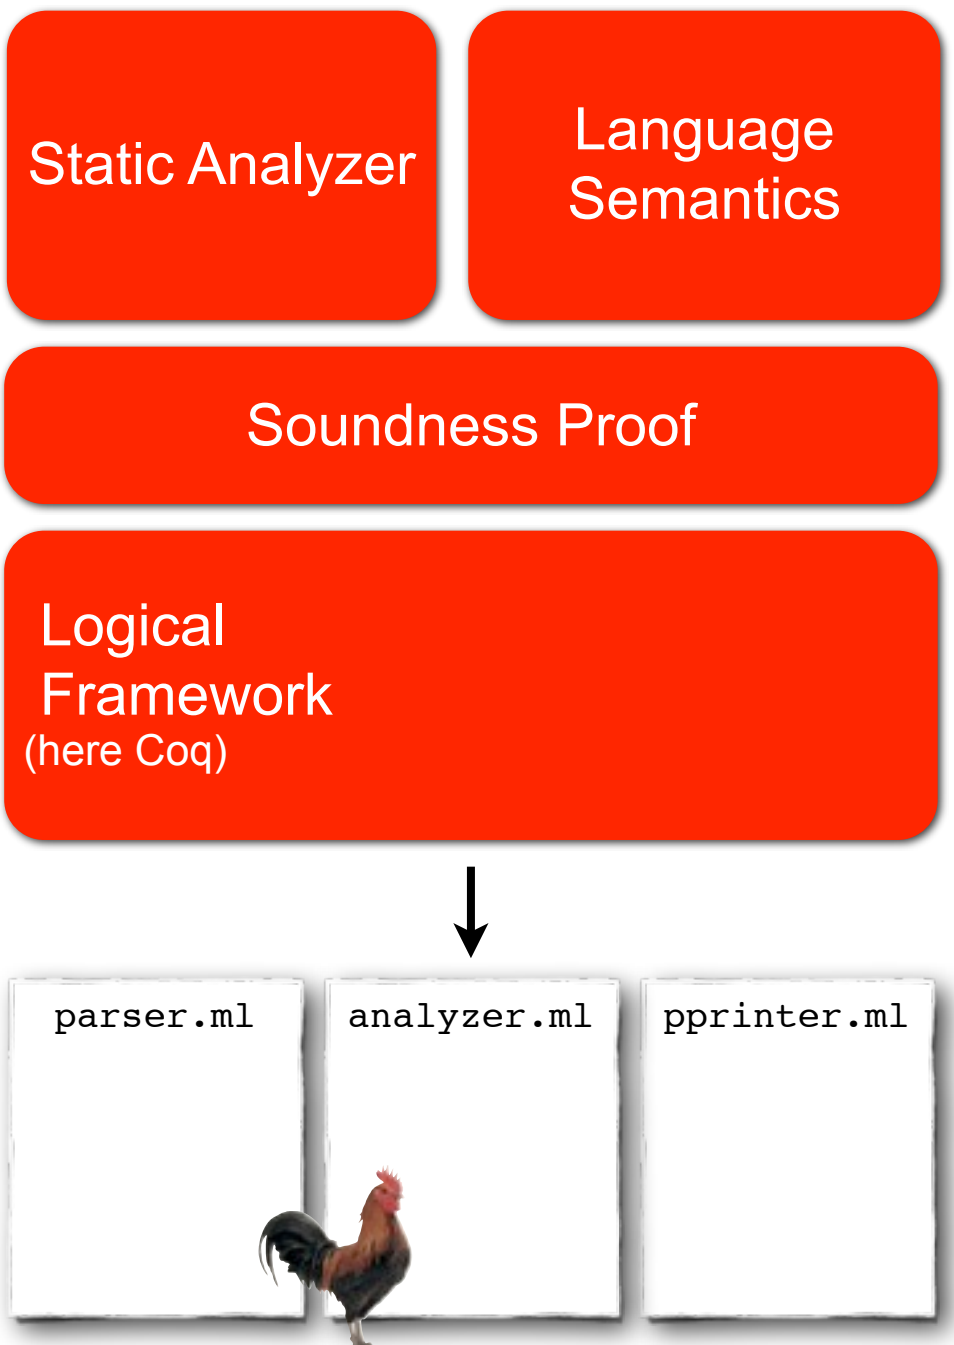 Static Analyzer
Language
Semantics
Soundness Proof
Logical
Framework
(here Coq)
parser.ml
analyzer.ml
pprinter.ml